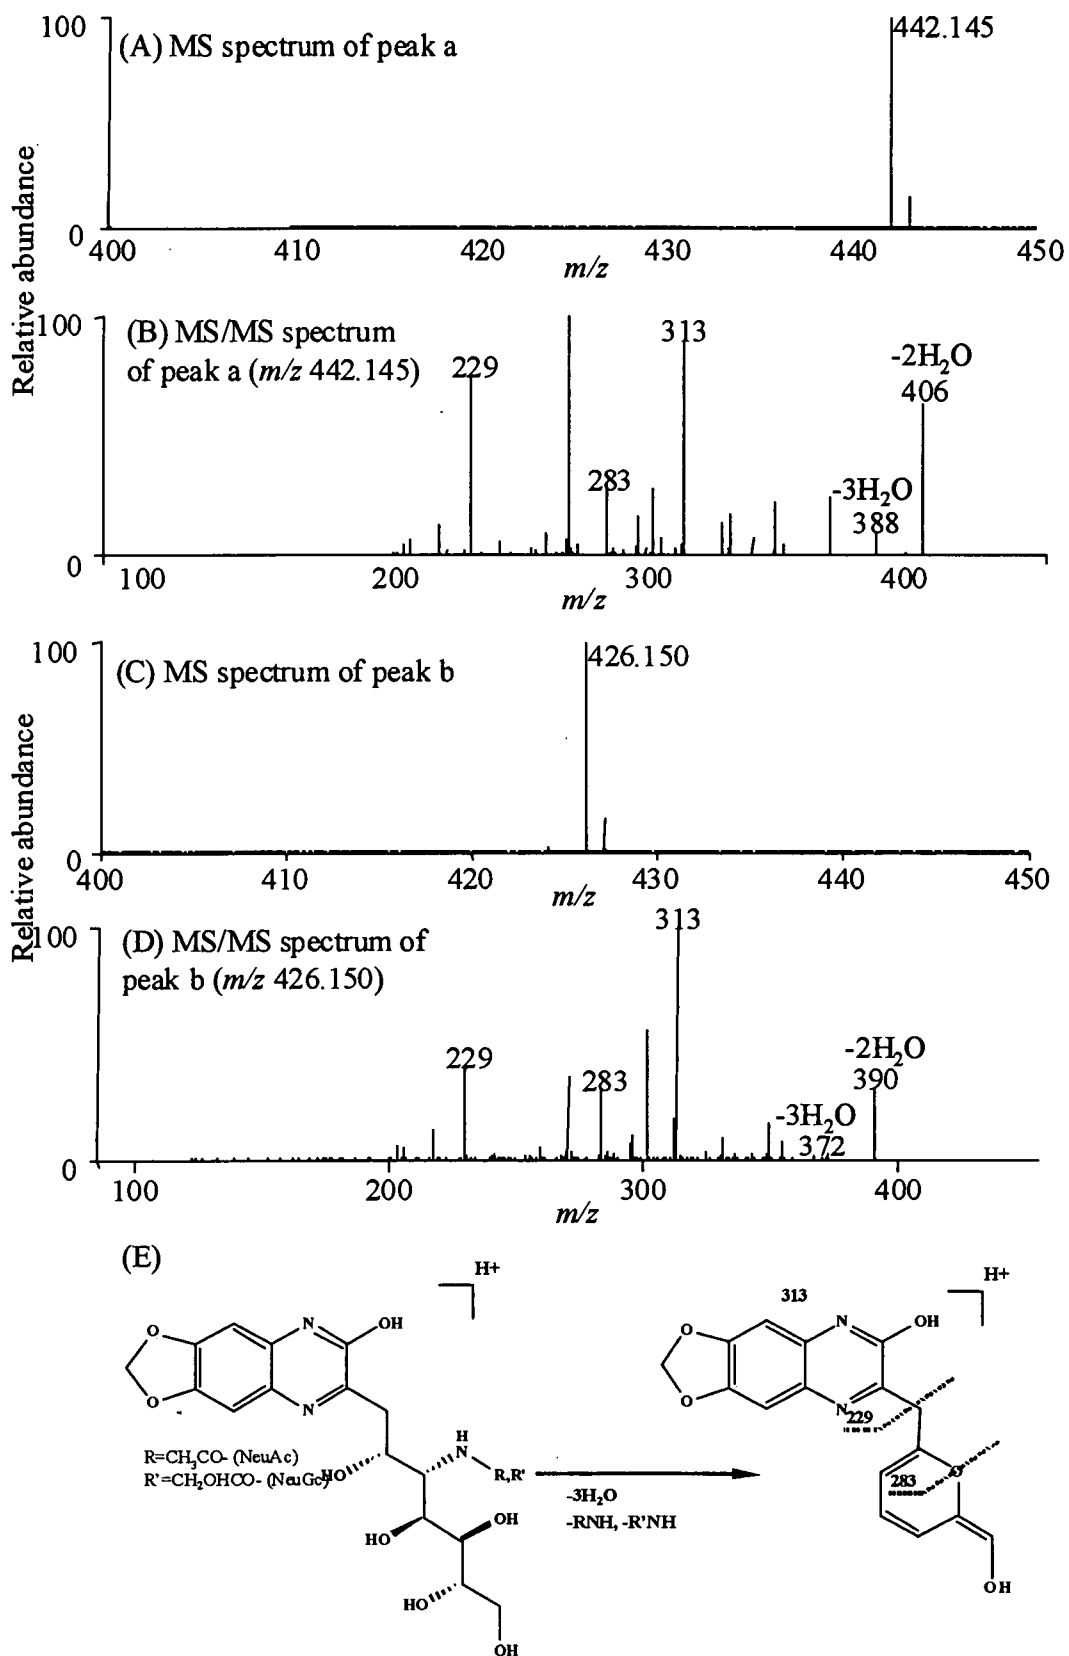 Relative abundance
100
(A) MS spectrum of peak a
442.145
0
400 410 420 430 440 450
m/z
100
(B) MS/MS spectrum
of peak a (m/z 442.145)
229
283
313
-2H₂O
406
-3H₂O
388
0
100 200 300 400
m/z
Relative abundance
100
(C) MS spectrum of peak b
426.150
0
400 410 420 430 440 450
m/z
100
(D) MS/MS spectrum of
peak b (m/z 426.150)
229
283
313
-2H₂O
390
-3H₂O
372
0
100 200 300 400
m/z
(E)
H+
O
O
N
N
OH
H
N
R,R'
HO
HO
OH
HO
OH
R=CH₃CO- (NeuAc)
R'=CH₂OHCO- (NeuGc)
-3H₂O
-RNH, -R'NH
H+
313
O
O
N
N
OH
229
283
O
OH